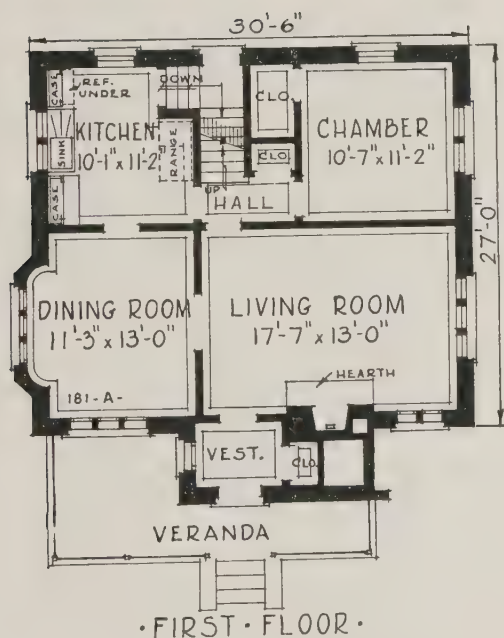 30'-6"
CASE
REF.
UNDER
DOWN
CLO.
KITCHEN
10'-1" x 11'-2"
SINK
RANGE
CASE
CHAMBER
10'-7" x 11'-2"
CLO.
UP
HALL
27'-0"
DINING ROOM
11'-3" x 13'-0"
181-A-
LIVING ROOM
17'-7" x 13'-0"
HEARTH
VEST.
CLO.
VERANDA
·FIRST·FLOOR·